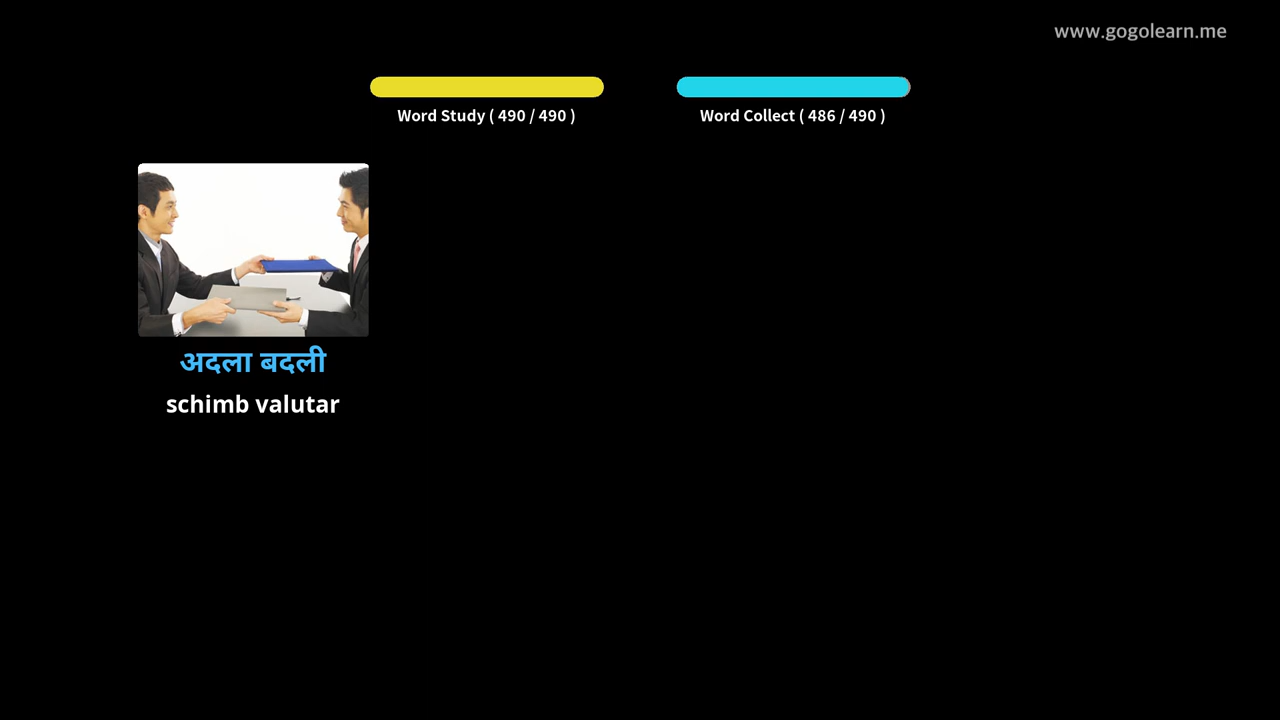 www.gogolearn.me
Word Study ( 490 / 490 )
Word Collect ( 486 / 490 )
अदला बदली
schimb valutar